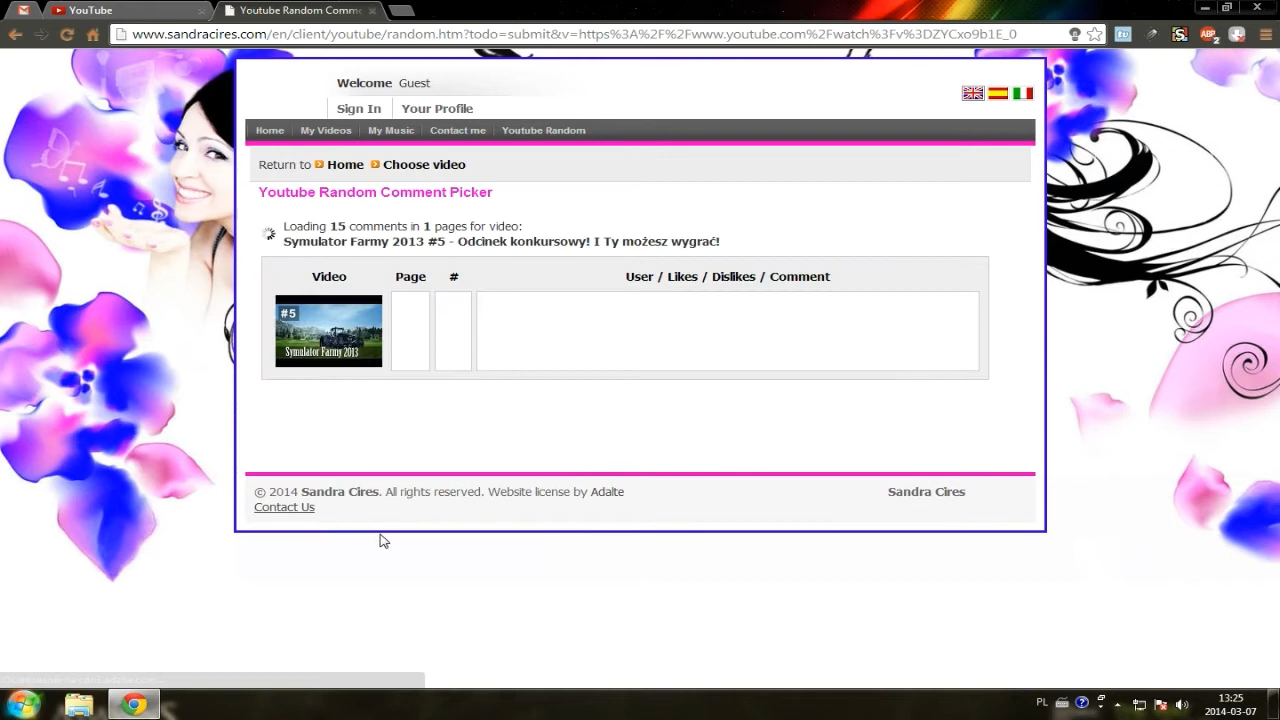 YouTube
Youtube Random Comm
www.sandracires.com/en/client/youtube/random.htm?todo=submit&v=https%3A%2F%2Fwww.youtube.com%2Fwatch%3Fv%3DZYCxo9b1E_0
Welcome Guest
Sign In Your Profile
Home My Videos My Music Contact me Youtube Random
Return to Home Choose video
Youtube Random Comment Picker
Loading 15 comments in 1 pages for video:
Symulator Farmy 2013 #5 - Odcinek konkursowy! I Ty możesz wygrać!
Video Page # User / Likes / Dislikes / Comment
#5
Symulator Farmy 2013
© 2014 Sandra Cires. All rights reserved. Website license by Adalte
Sandra Cires
Contact Us
PL
13:25
2014-03-07